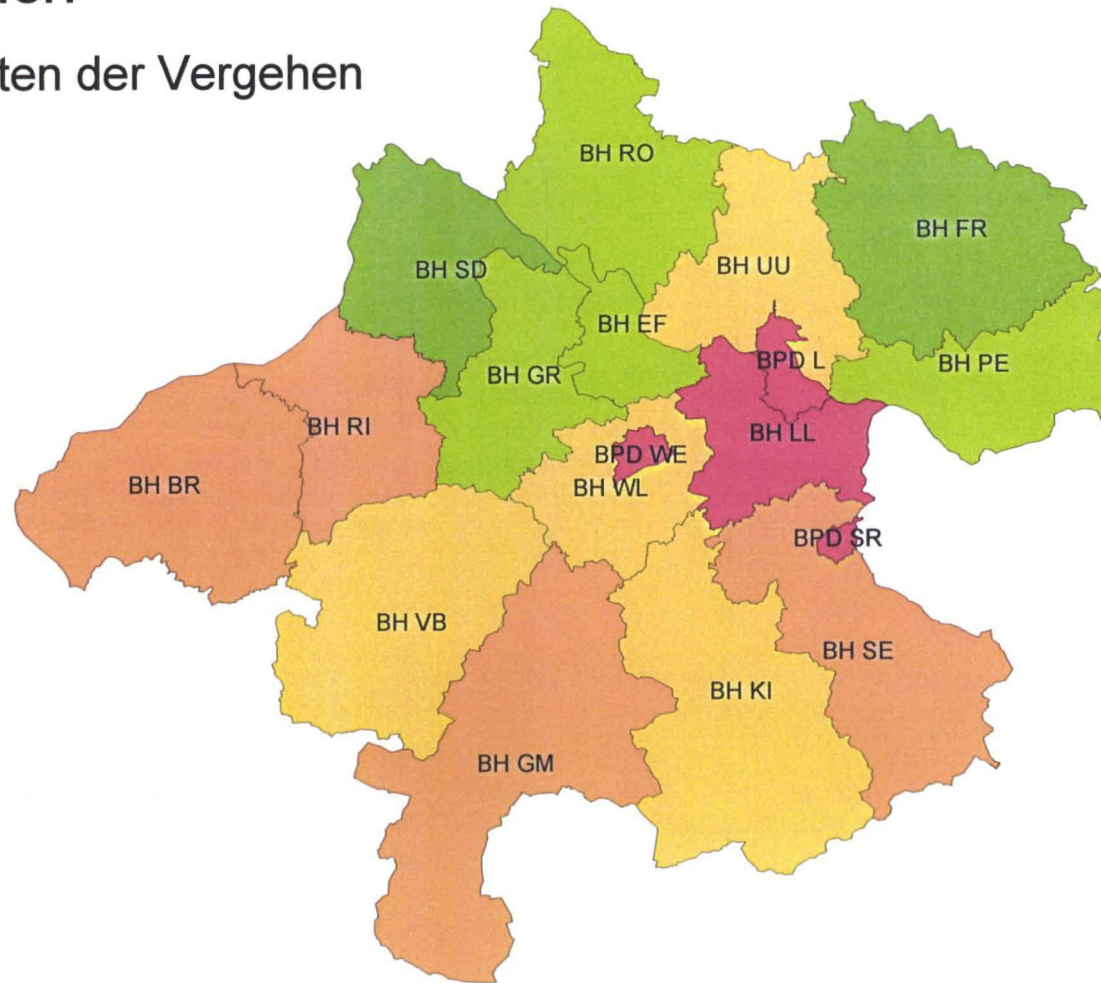 ten der Vergehen
BH RO
BH FR
BH SD
BH UU
BH EF
BPD L
BH PE
BH GR
BH RI
BH LL
BPD WE
BH BR
BH WL
BPD SR
BH VB
BH SE
BH KI
BH GM